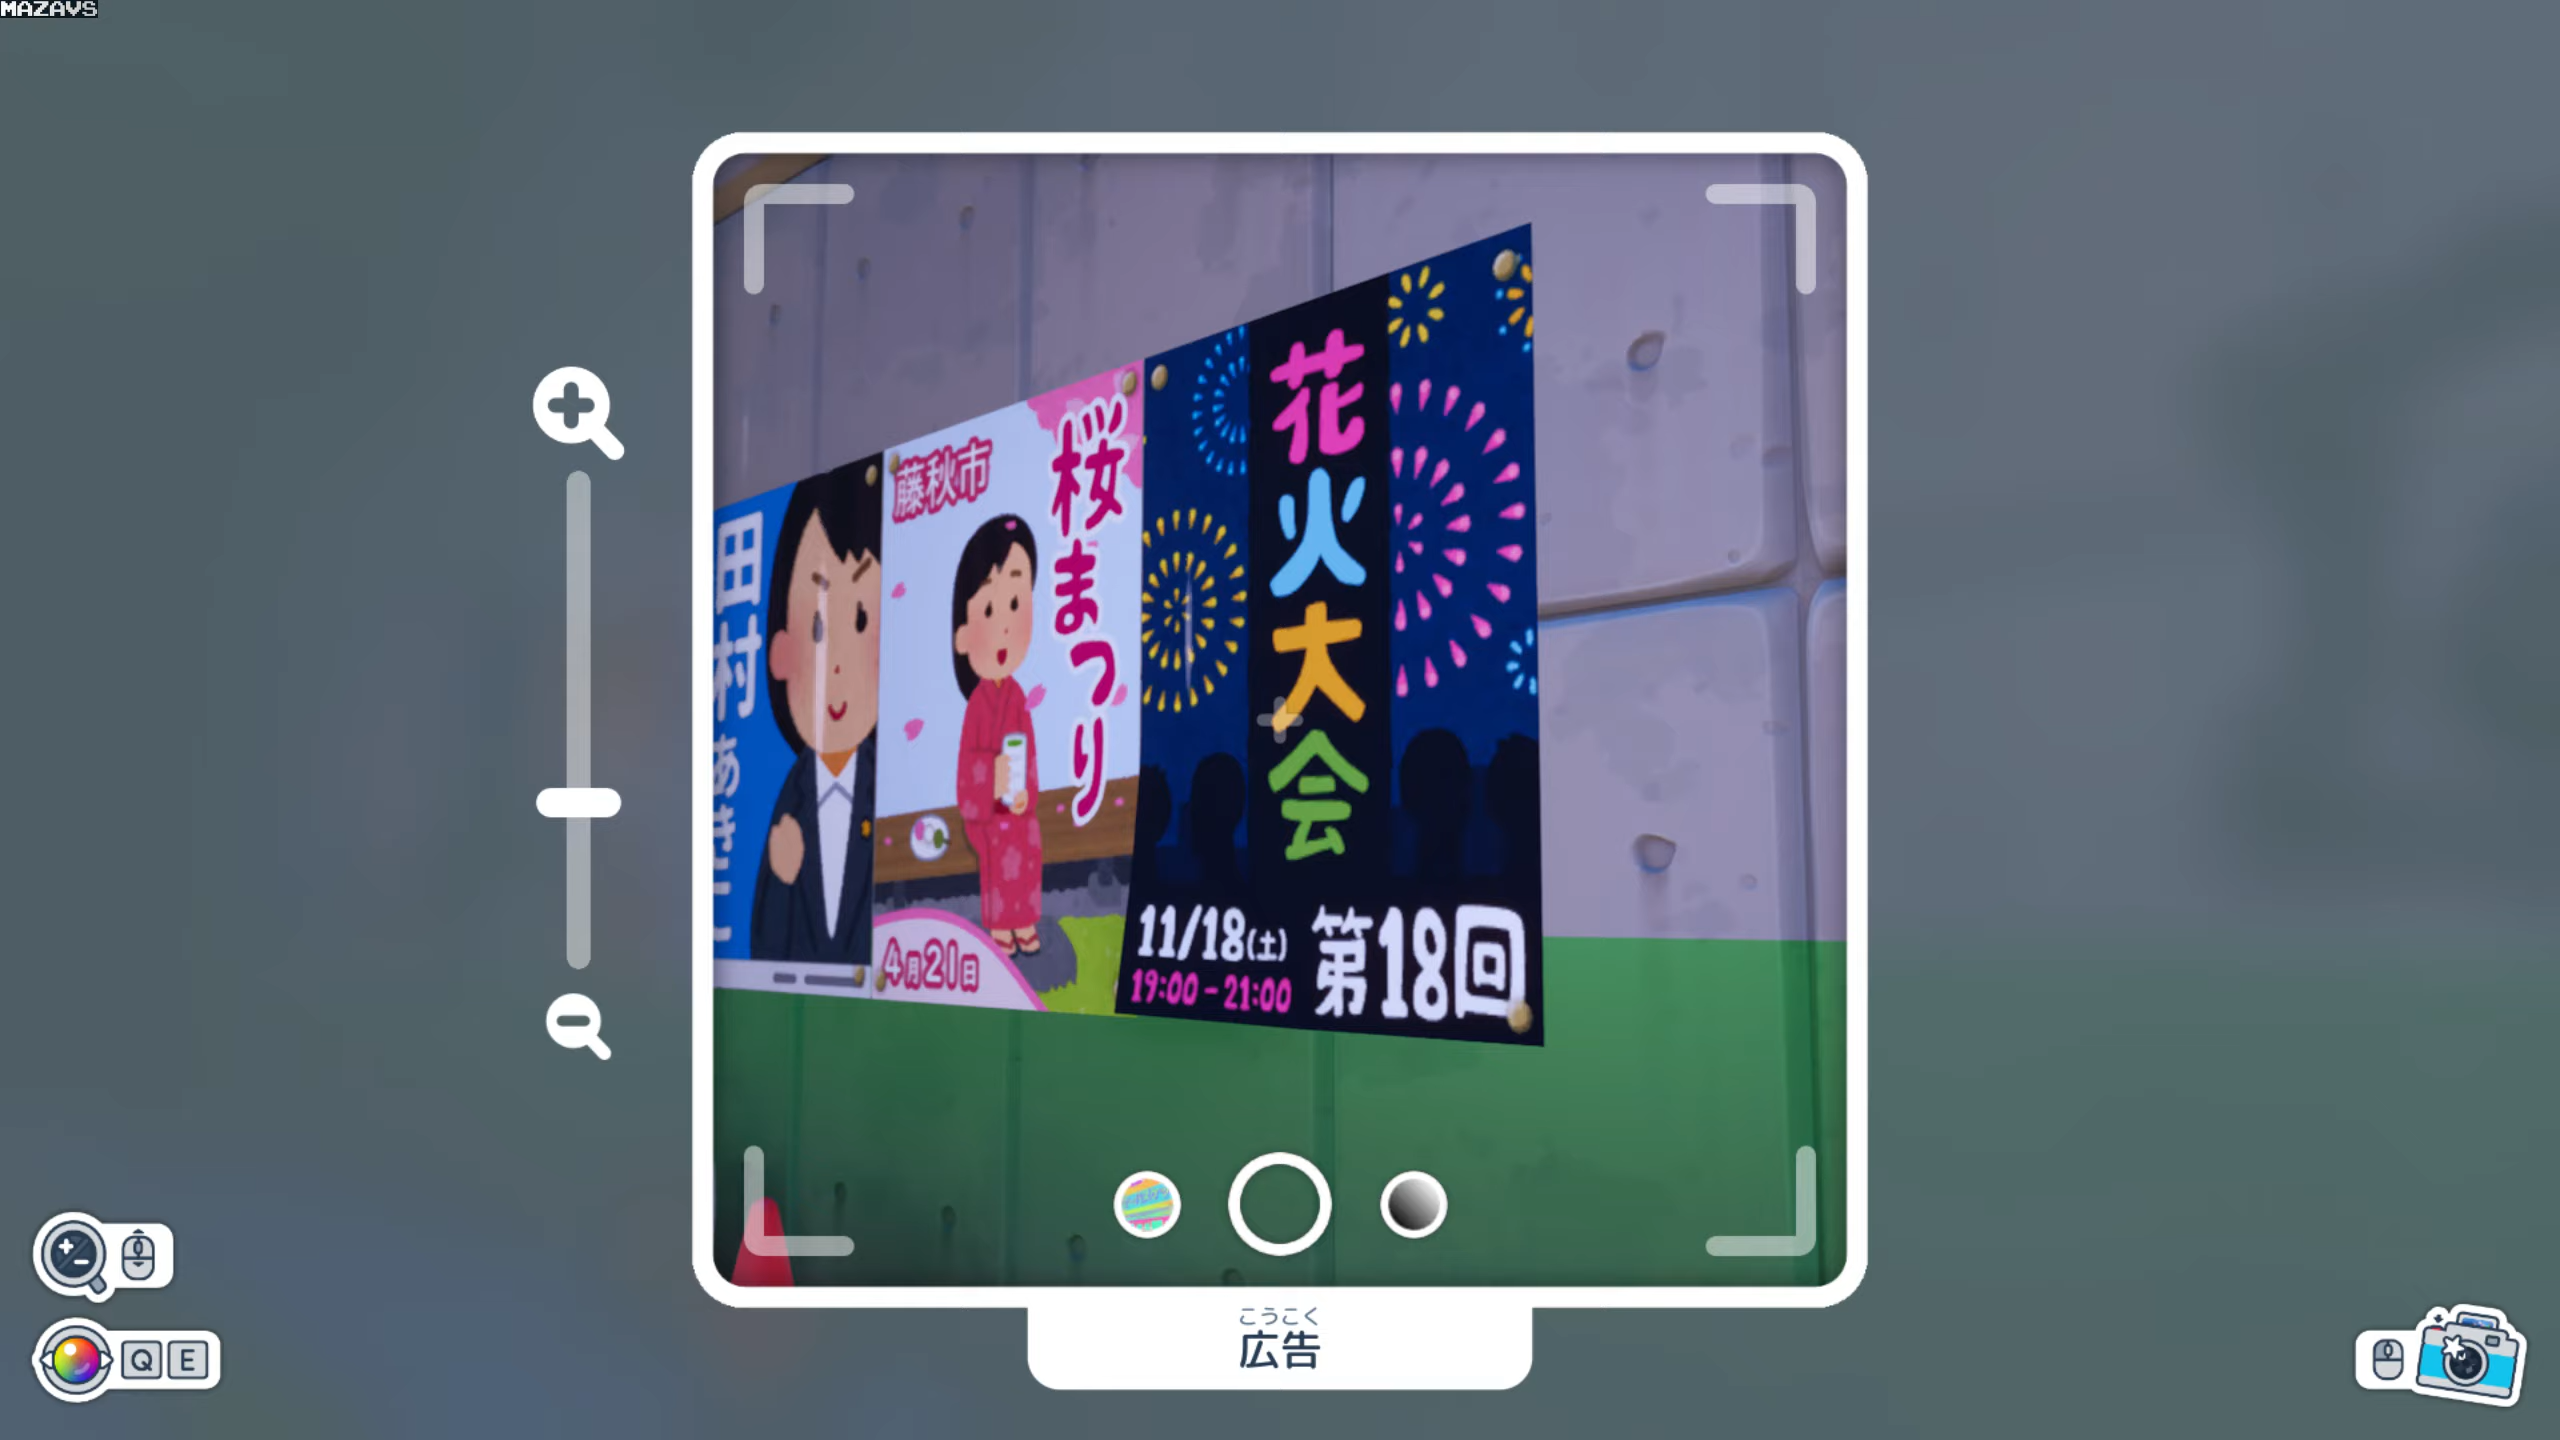 MAZAVS
田村あきこ
藤秋市
桜まつり
4月21日
花火大会
11/18(土)
19:00-21:00
第18回
Q E
こうこく
広告